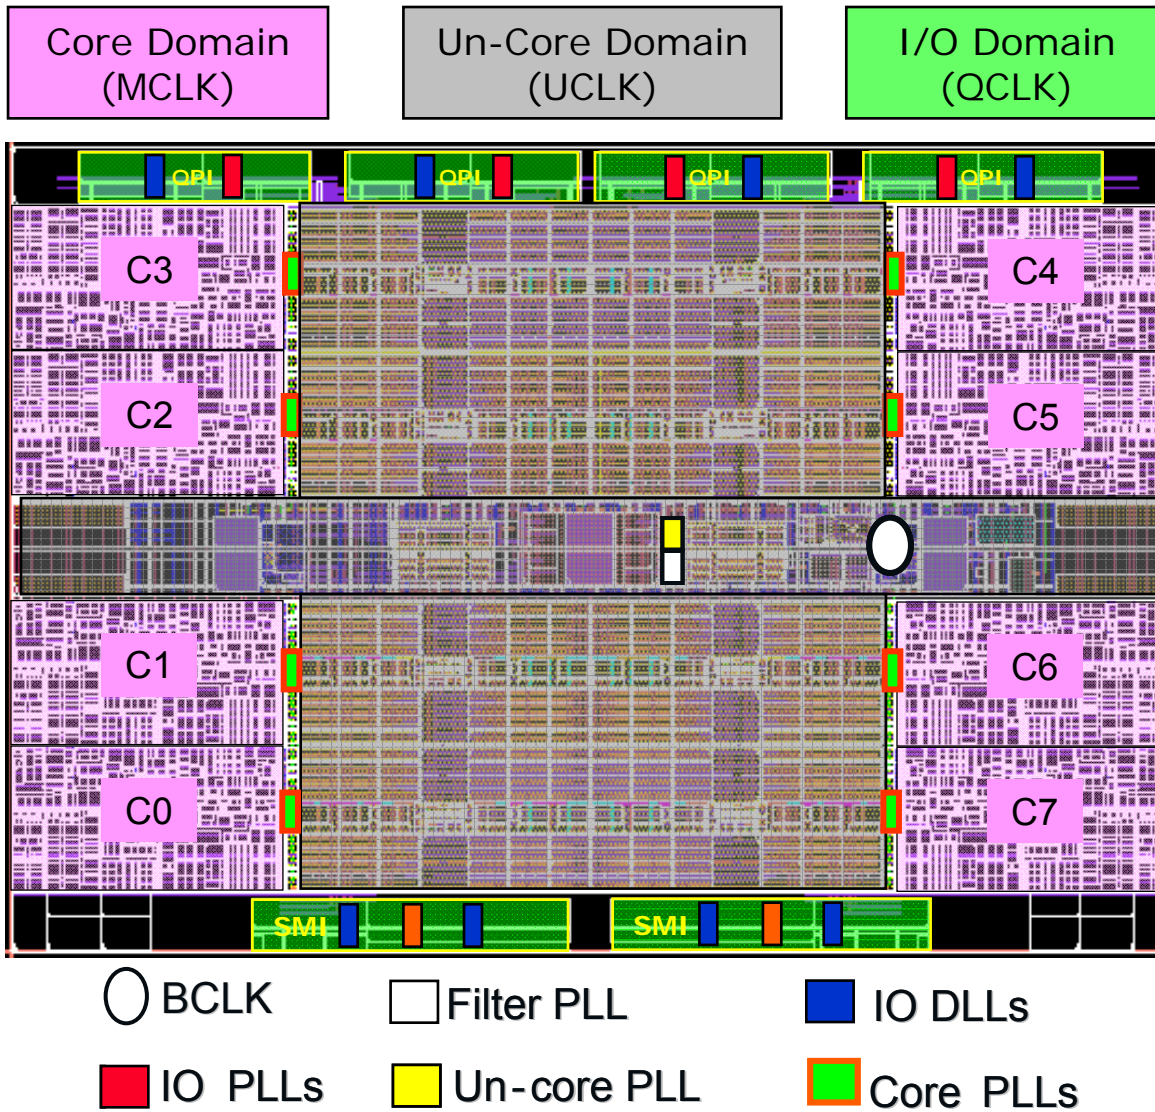 Core Domain
(MCLK)
Un-Core Domain
(UCLK)
I/O Domain
(QCLK)
QPI
QPI
QPI
QPI
C3
C4
C2
C5
C1
C6
C0
C7
SMI
SMI
BCLK
Filter PLL
IO DLLs
IO PLLs
Un-core PLL
Core PLLs